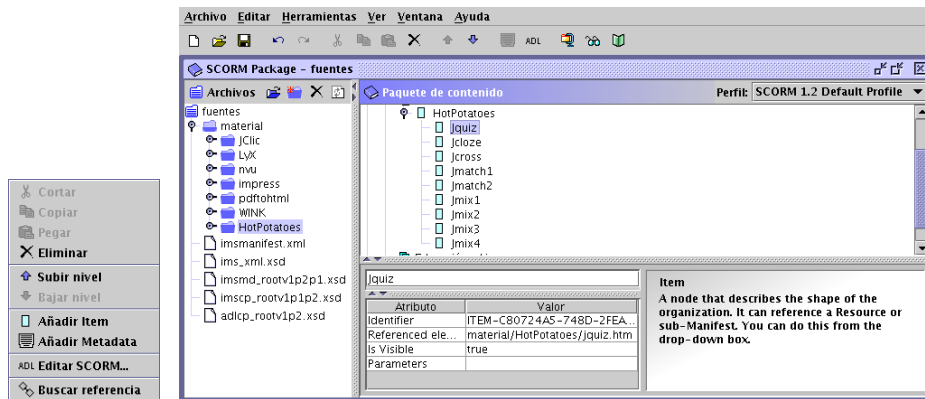 Archivo Editar Herramientas Ver Ventana Ayuda
ADL
SCORM Package - fuentes
Archivos
Paquete de contenido
Perfil: SCORM 1.2 Default Profile
fuentes
material
JClic
LyX
nvu
impress
pdftohtml
WINK
HotPotatoes
imsmanifest.xml
ims_xml.xsd
imsmd_rootv1p2p1.xsd
imscp_rootv1p1p2.xsd
adlcp_rootv1p2.xsd
HotPotatoes
Jquiz
Jcloze
Jcross
Jmatch1
Jmatch2
Jmix1
Jmix2
Jmix3
Jmix4
Jquiz
Atributo Valor
Identifier ITEM-C80724A5-748D-2FEA...
Referenced ele... material/HotPotatoes/jquiz.htm
Is Visible true
Parameters
Item
A node that describes the shape of the
organization. It can reference a Resource or
sub-Manifest. You can do this from the
drop-down box.
Cortar
Copiar
Pegar
Eliminar
Subir nivel
Bajar nivel
Añadir Item
Añadir Metadata
ADL Editar SCORM...
Buscar referencia